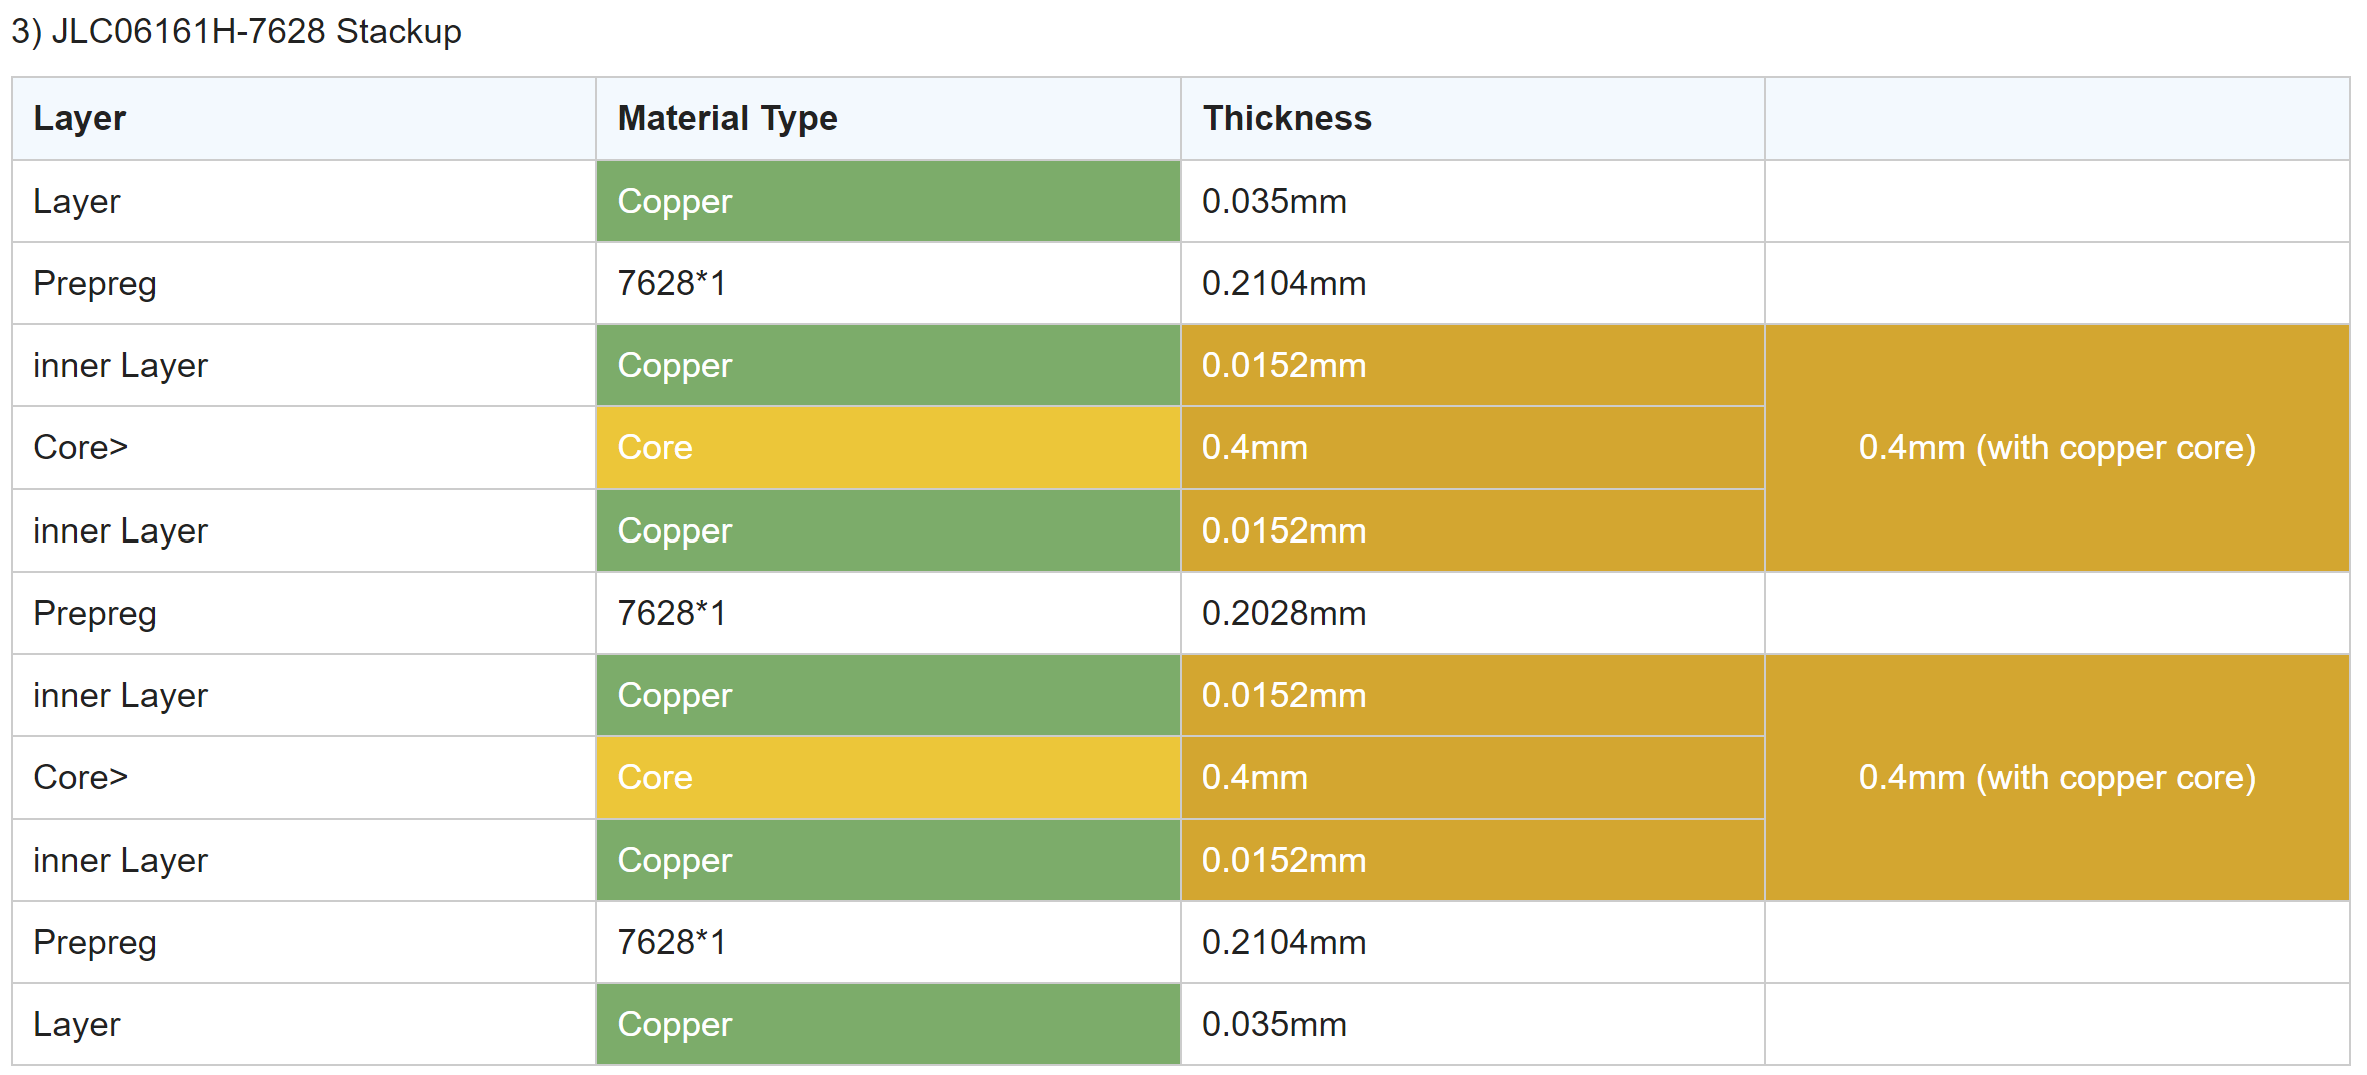 3) JLC06161H-7628 Stackup
Layer Material Type Thickness
Layer Copper 0.035mm
Prepreg 7628*1 0.2104mm
inner Layer Copper 0.0152mm
Core> Core 0.4mm 0.4mm (with copper core)
inner Layer Copper 0.0152mm
Prepreg 7628*1 0.2028mm
inner Layer Copper 0.0152mm
Core> Core 0.4mm 0.4mm (with copper core)
inner Layer Copper 0.0152mm
Prepreg 7628*1 0.2104mm
Layer Copper 0.035mm